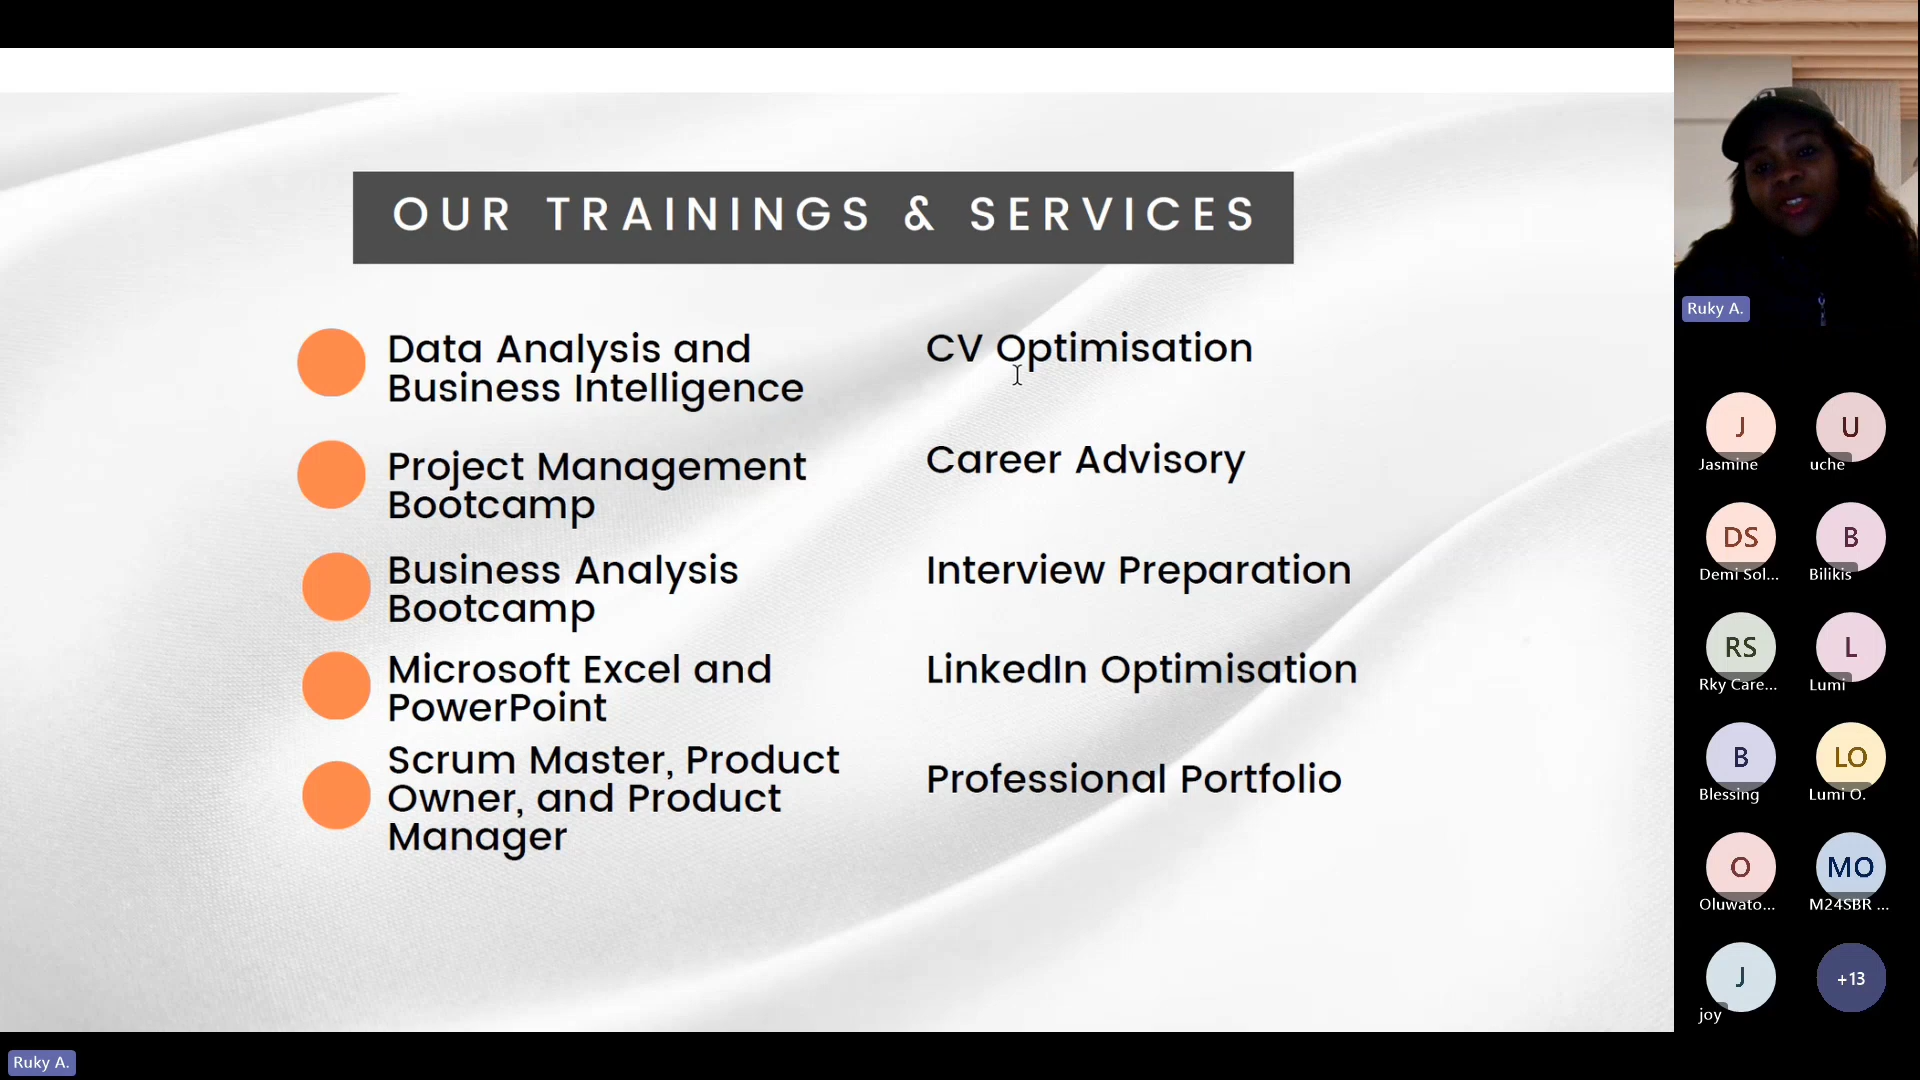 OUR TRAININGS & SERVICES
Data Analysis and
Business Intelligence
Project Management
Bootcamp
Business Analysis
Bootcamp
Microsoft Excel and
PowerPoint
Scrum Master, Product
Owner, and Product
Manager
CV Optimisation
Career Advisory
Interview Preparation
LinkedIn Optimisation
Professional Portfolio
Ruky A.
J
Jasmine
U
uche
DS
Demi Sol...
B
Bilikis
RS
Rky Care...
L
Lumi
B
Blessing
LO
Lumi O.
O
Oluwato...
MO
M24SBR ...
J
joy
+13
Ruky A.